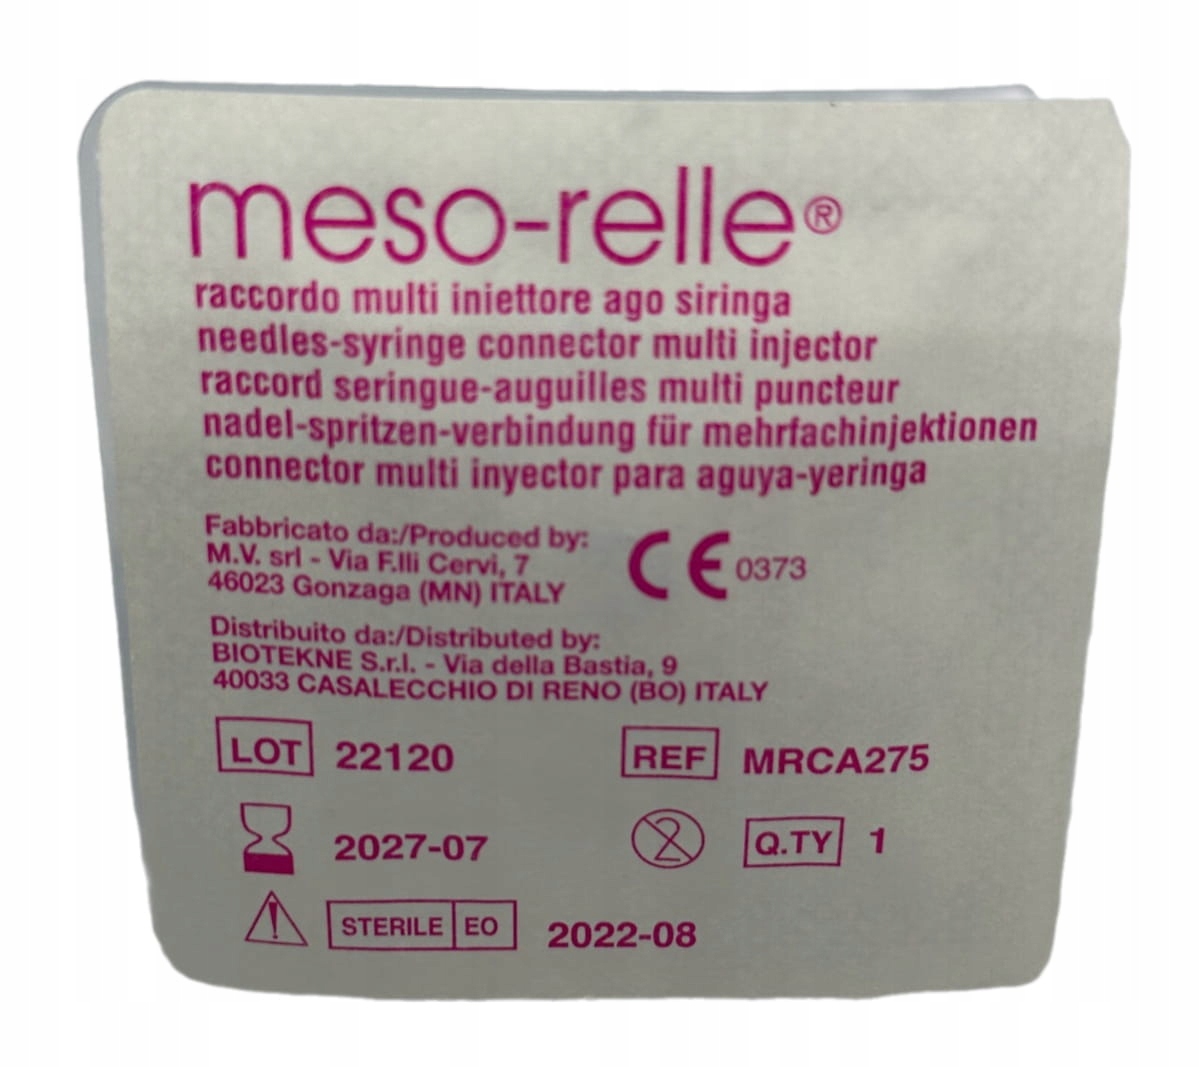 meso-relle®
raccordo multi iniettore ago siringa
needles-syringe connector multi injector
raccord seringue-auguilles multi puncteur
nadel-spritzen-verbindung für mehrfachinjektionen
connector multi inyector para aguya-yeringa
Fabbricato da:/Produced by:
M.V. srl - Via F.lli Cervi, 7
46023 Gonzaga (MN) ITALY
CE 0373
Distribuito da:/Distributed by:
BIOTEKNE S.r.l. - Via della Bastia, 9
40033 CASALECCHIO DI RENO (BO) ITALY
LOT 22120 REF MRCA275
2027-07 2 Q.TY 1
! STERILE EO 2022-08